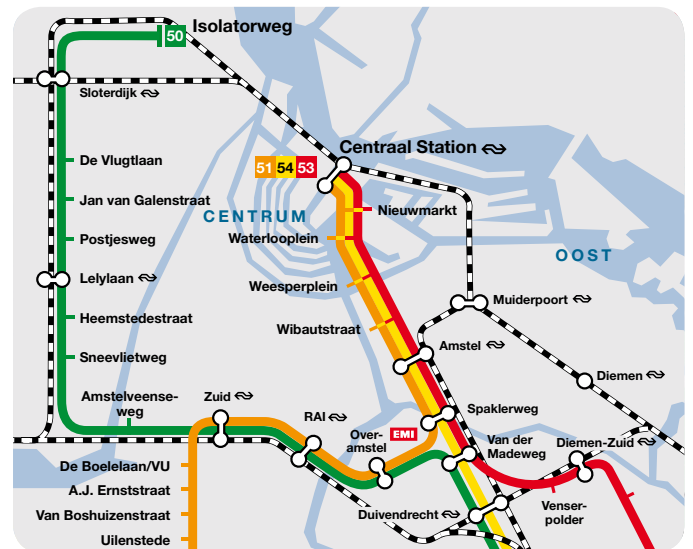 50
Isolatorweg
Sloterdijk
De Vlugtlaan
Jan van Galenstraat
Postjesweg
Lelylaan
Heemstedestraat
Sneevlietweg
Amstelveense-
weg
Centraal Station
51 54 53
CENTRUM
Nieuwmarkt
Waterlooplein
OOST
Weesperplein
Muiderpoort
Wibautstraat
Amstel
Diemen
Zuid
RAI
Spaklerweg
Over-
amstel
EMI
Van der
Madeweg
Diemen-Zuid
De Boelelaan/VU
A.J. Ernststraat
Van Boshuizenstraat
Uilenstede
Duivendrecht
Venser-
polder